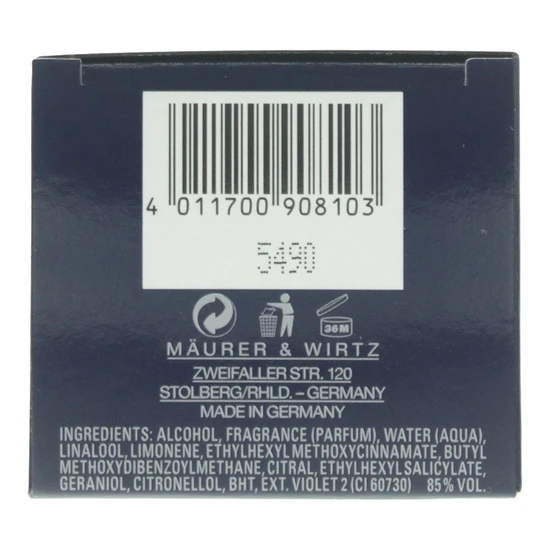 4 011700 908103
5490
36M
MÄURER & WIRTZ
ZWEIFALLER STR. 120
STOLBERG/RHLD. – GERMANY
MADE IN GERMANY
INGREDIENTS: ALCOHOL, FRAGRANCE (PARFUM), WATER (AQUA),
LINALOOL, LIMONENE, ETHYLHEXYL METHOXYCINNAMATE, BUTYL
METHOXYDIBENZOYLMETHANE, CITRAL, ETHYLHEXYL SALICYLATE,
GERANIOL, CITRONELLOL, BHT, EXT. VIOLET 2 (CI 60730) 85% VOL.